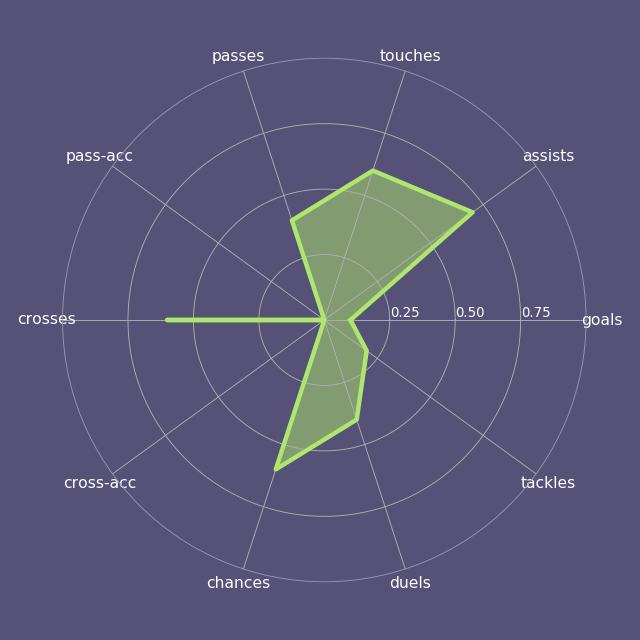 passes
touches
pass-acc
assists
crosses
0.25
0.50
0.75
goals
cross-acc
tackles
chances
duels